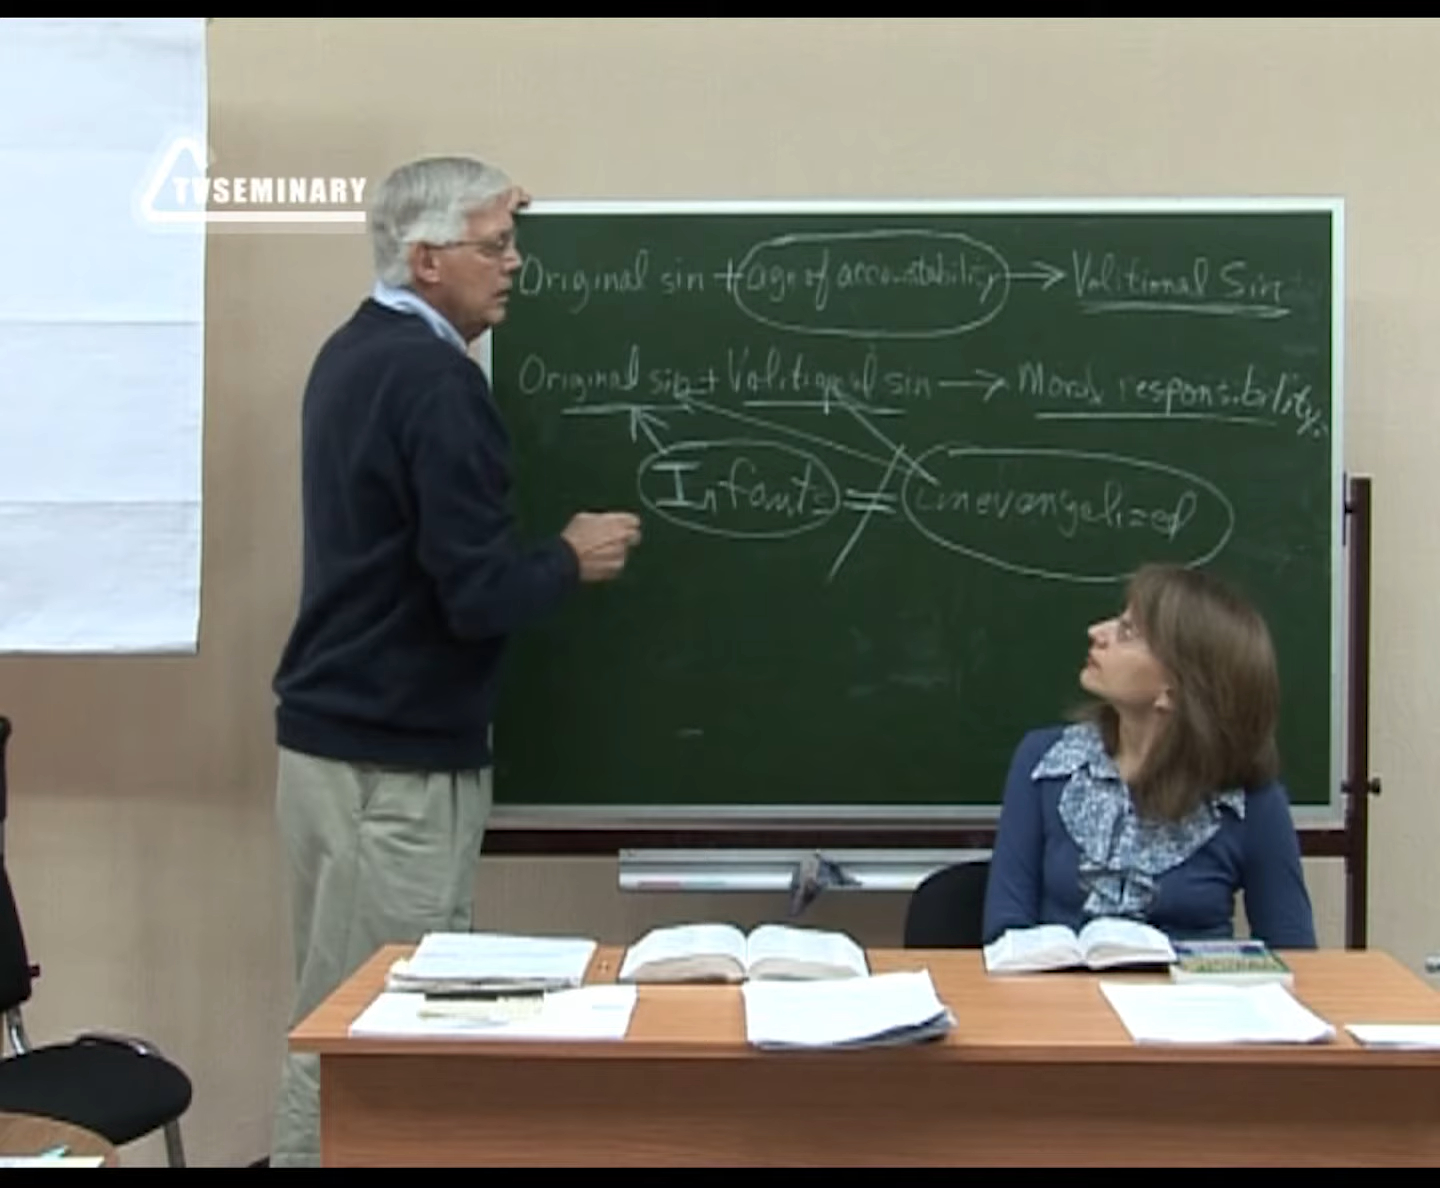 TVSEMINARY
Original sin + age of accountability → Volitional Sin
Original sin + Volitional sin → Moral responsibility.
Infants ≠ unevangelized